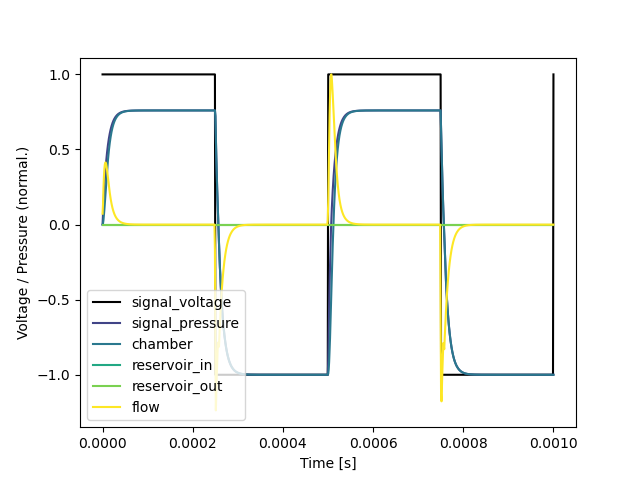 1.0
0.5
0.0
−0.5
−1.0
Voltage / Pressure (normal.)
signal_voltage
signal_pressure
chamber
reservoir_in
reservoir_out
flow
0.0000 0.0002 0.0004 0.0006 0.0008 0.0010
Time [s]